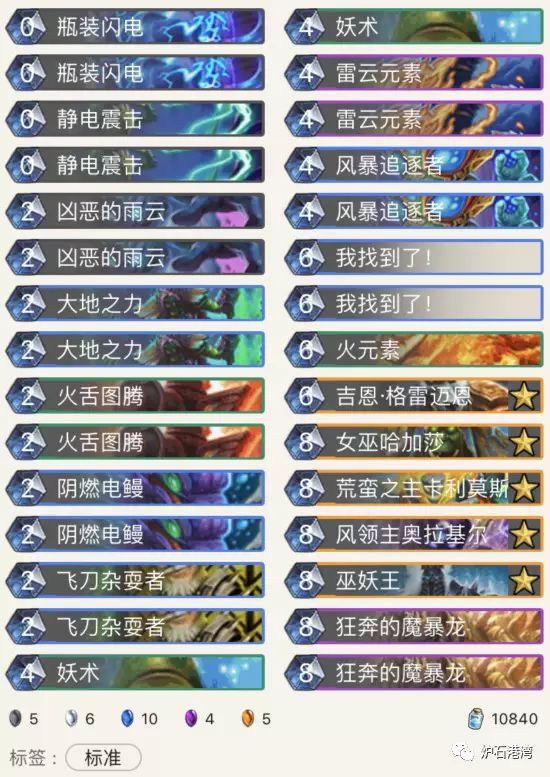 0 瓶装闪电
0 瓶装闪电
0 静电震击
0 静电震击
2 凶恶的雨云
2 凶恶的雨云
2 大地之力
2 大地之力
2 火舌图腾
2 火舌图腾
2 阴燃电鳗
2 阴燃电鳗
2 飞刀杂耍者
2 飞刀杂耍者
4 妖术
4 妖术
4 雷云元素
4 雷云元素
4 风暴追逐者
4 风暴追逐者
6 我找到了！
6 我找到了！
6 火元素
6 吉恩·格雷迈恩
8 女巫哈加莎
8 荒蛮之主卡利莫斯
8 风领主奥拉基尔
8 巫妖王
8 狂奔的魔暴龙
8 狂奔的魔暴龙
5 6 10 4 5 10840
标签： 标准
炉石港湾